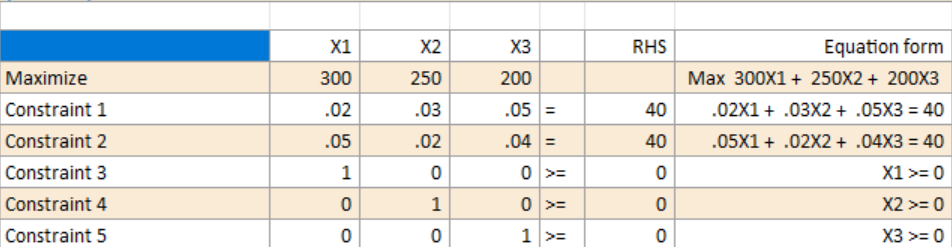 X1 X2 X3 RHS Equation form
Maximize 300 250 200 Max 300X1 + 250X2 + 200X3
Constraint 1 .02 .03 .05 = 40 .02X1 + .03X2 + .05X3 = 40
Constraint 2 .05 .02 .04 = 40 .05X1 + .02X2 + .04X3 = 40
Constraint 3 1 0 0 >= 0 X1 >= 0
Constraint 4 0 1 0 >= 0 X2 >= 0
Constraint 5 0 0 1 >= 0 X3 >= 0